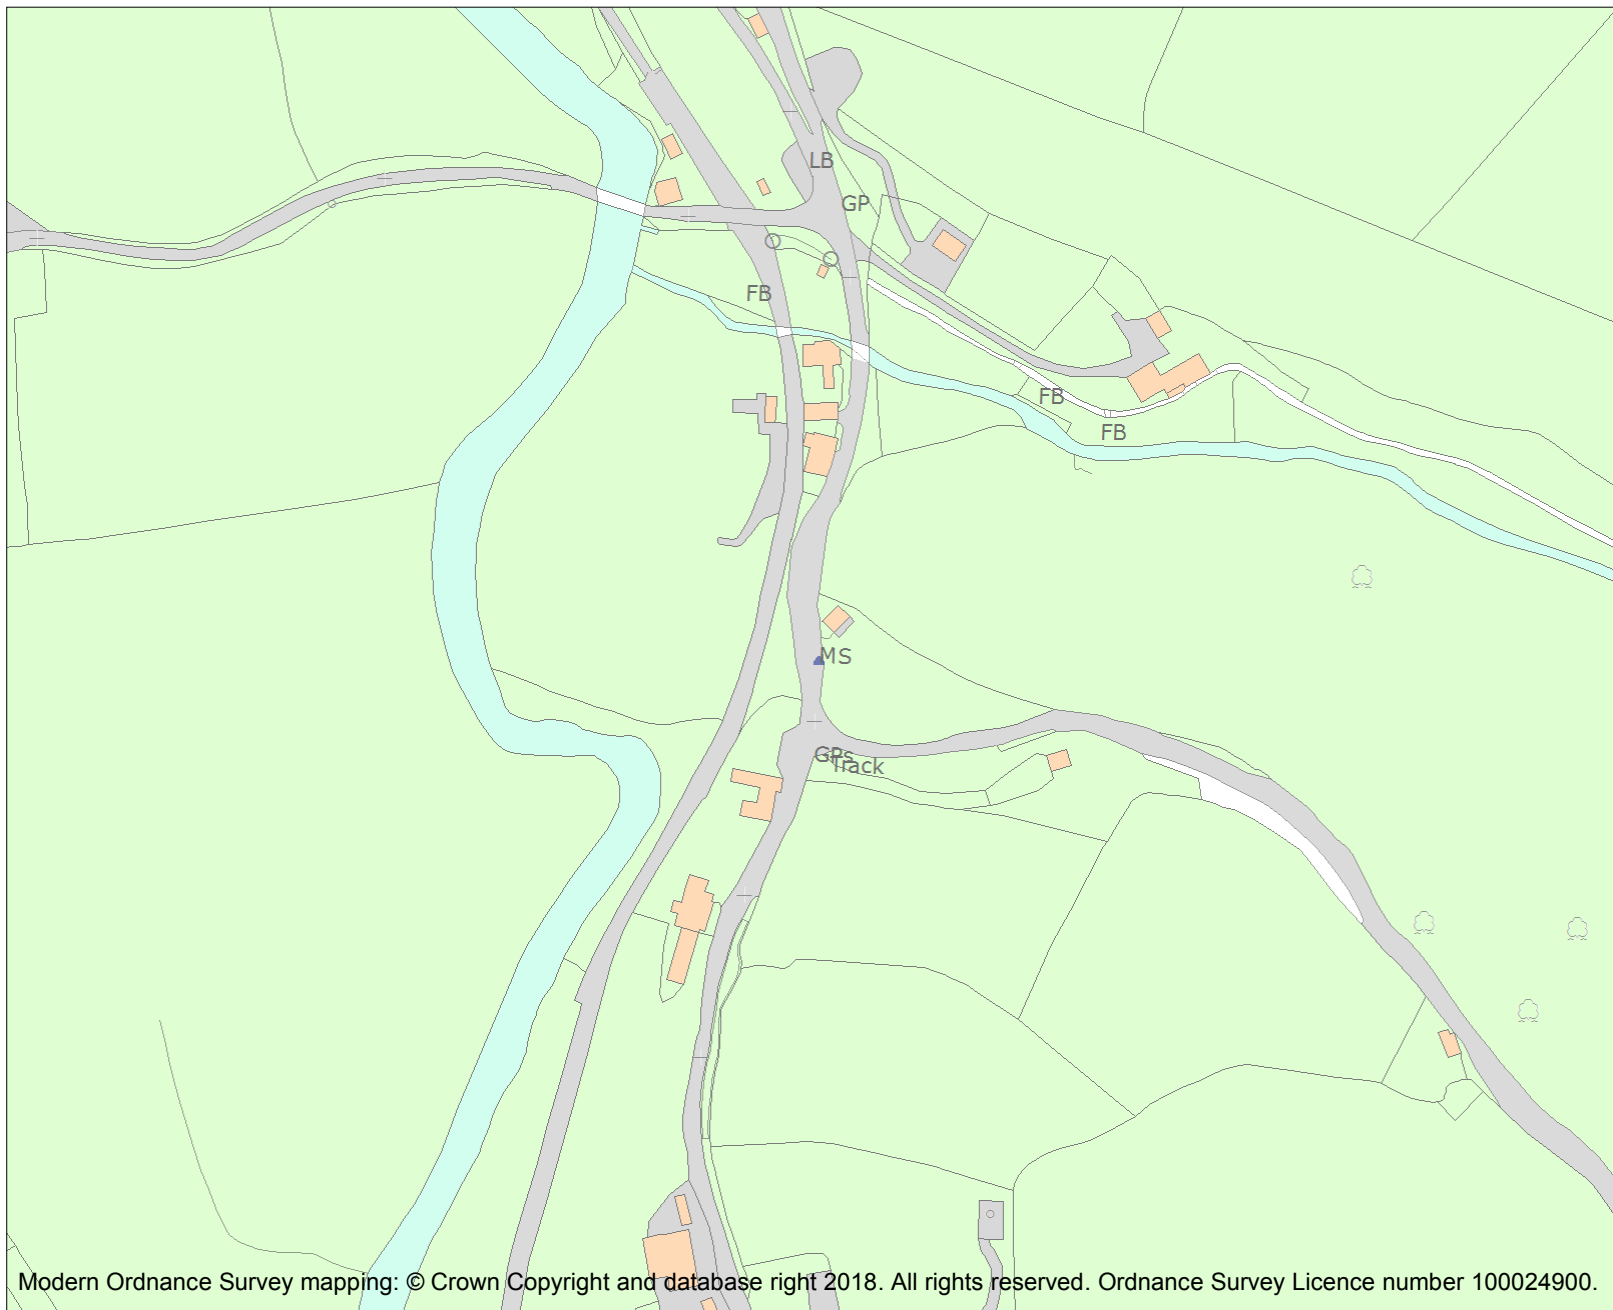 LB
GP
FB
FB
FB
MS
GPs
Track
Modern Ordnance Survey mapping: © Crown Copyright and database right 2018. All rights reserved. Ordnance Survey Licence number 100024900.